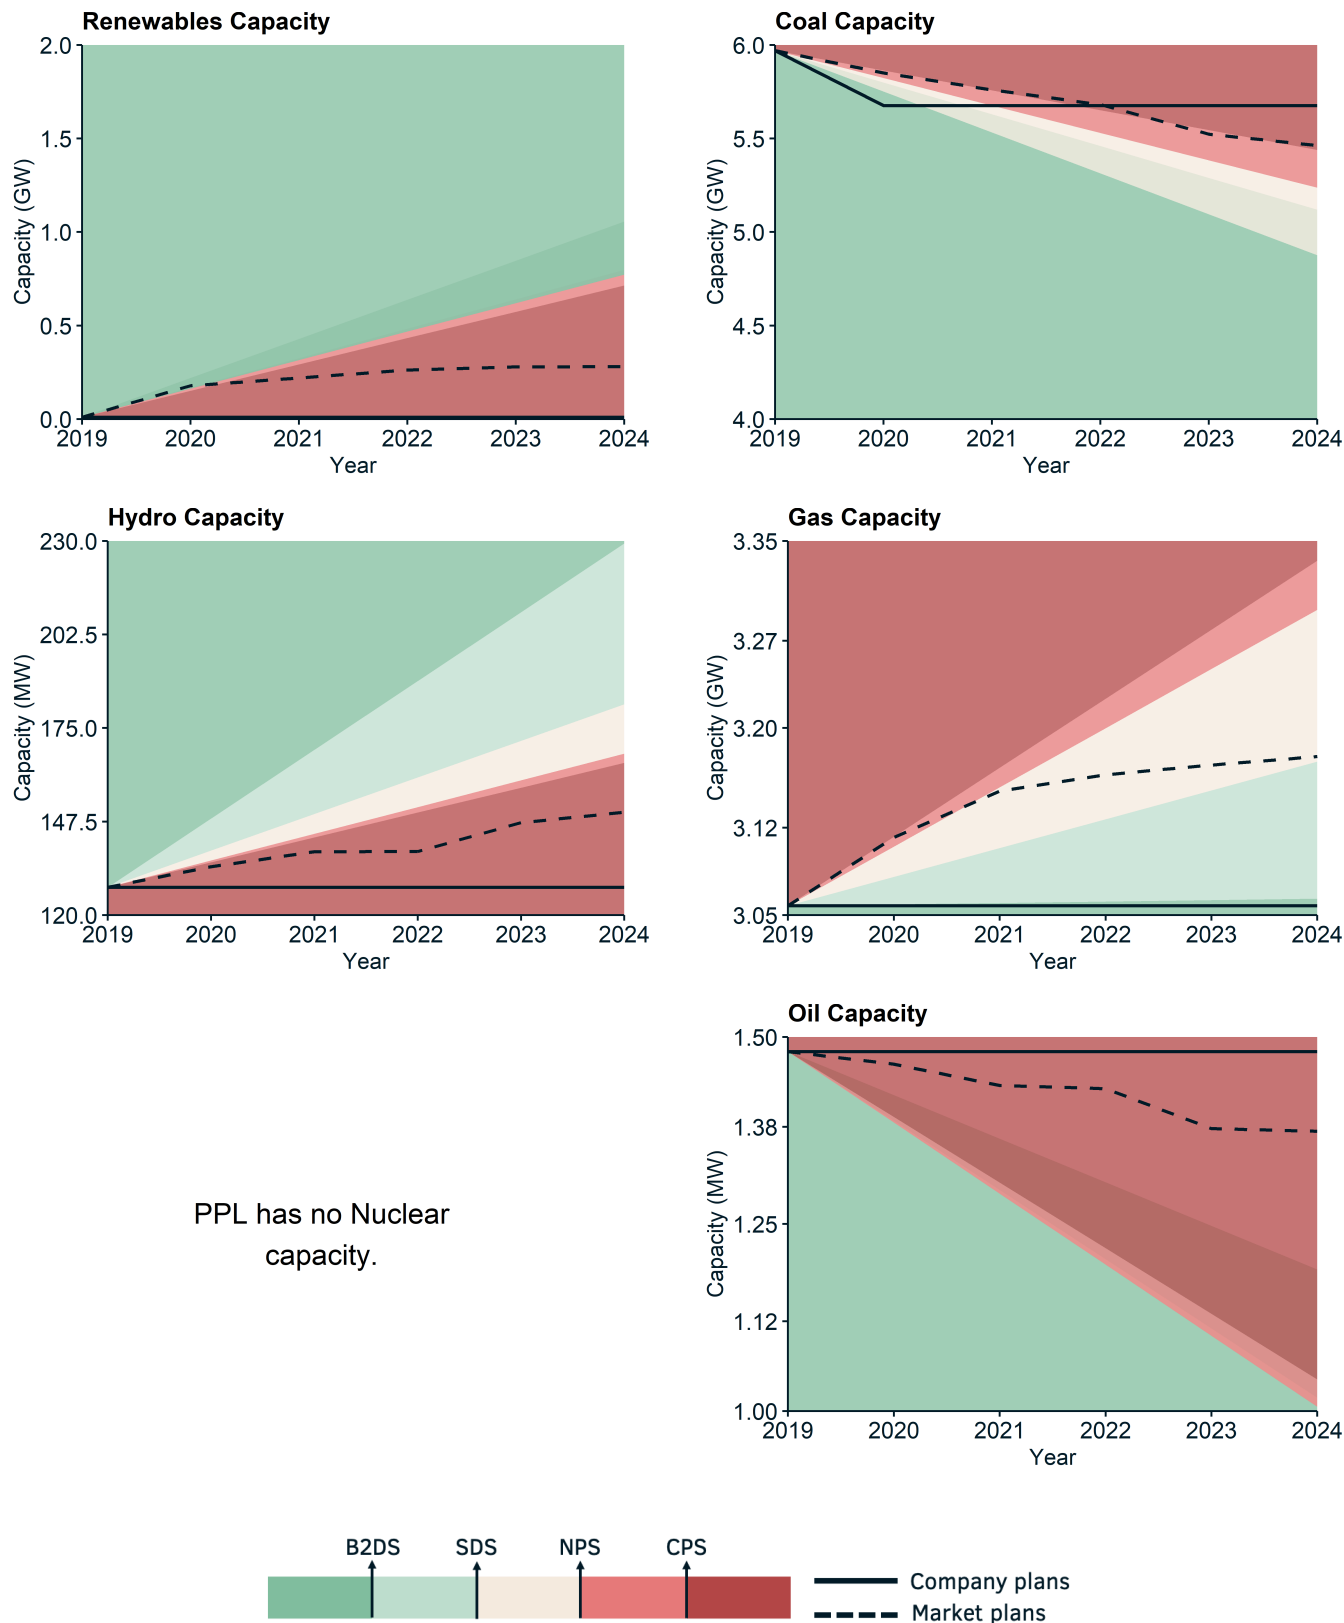 Renewables Capacity
2.0
1.5
1.0
0.5
0.0
Capacity (GW)
2019 2020 2021 2022 2023 2024
Year
Coal Capacity
6.0
5.5
5.0
4.5
4.0
Capacity (GW)
2019 2020 2021 2022 2023 2024
Year
Hydro Capacity
230.0
202.5
175.0
147.5
120.0
Capacity (MW)
2019 2020 2021 2022 2023 2024
Year
Gas Capacity
3.35
3.27
3.20
3.12
3.05
Capacity (GW)
2019 2020 2021 2022 2023 2024
Year
PPL has no Nuclear
capacity.
Oil Capacity
1.50
1.38
1.25
1.12
1.00
Capacity (MW)
2019 2020 2021 2022 2023 2024
Year
B2DS SDS NPS CPS
Company plans
Market plans